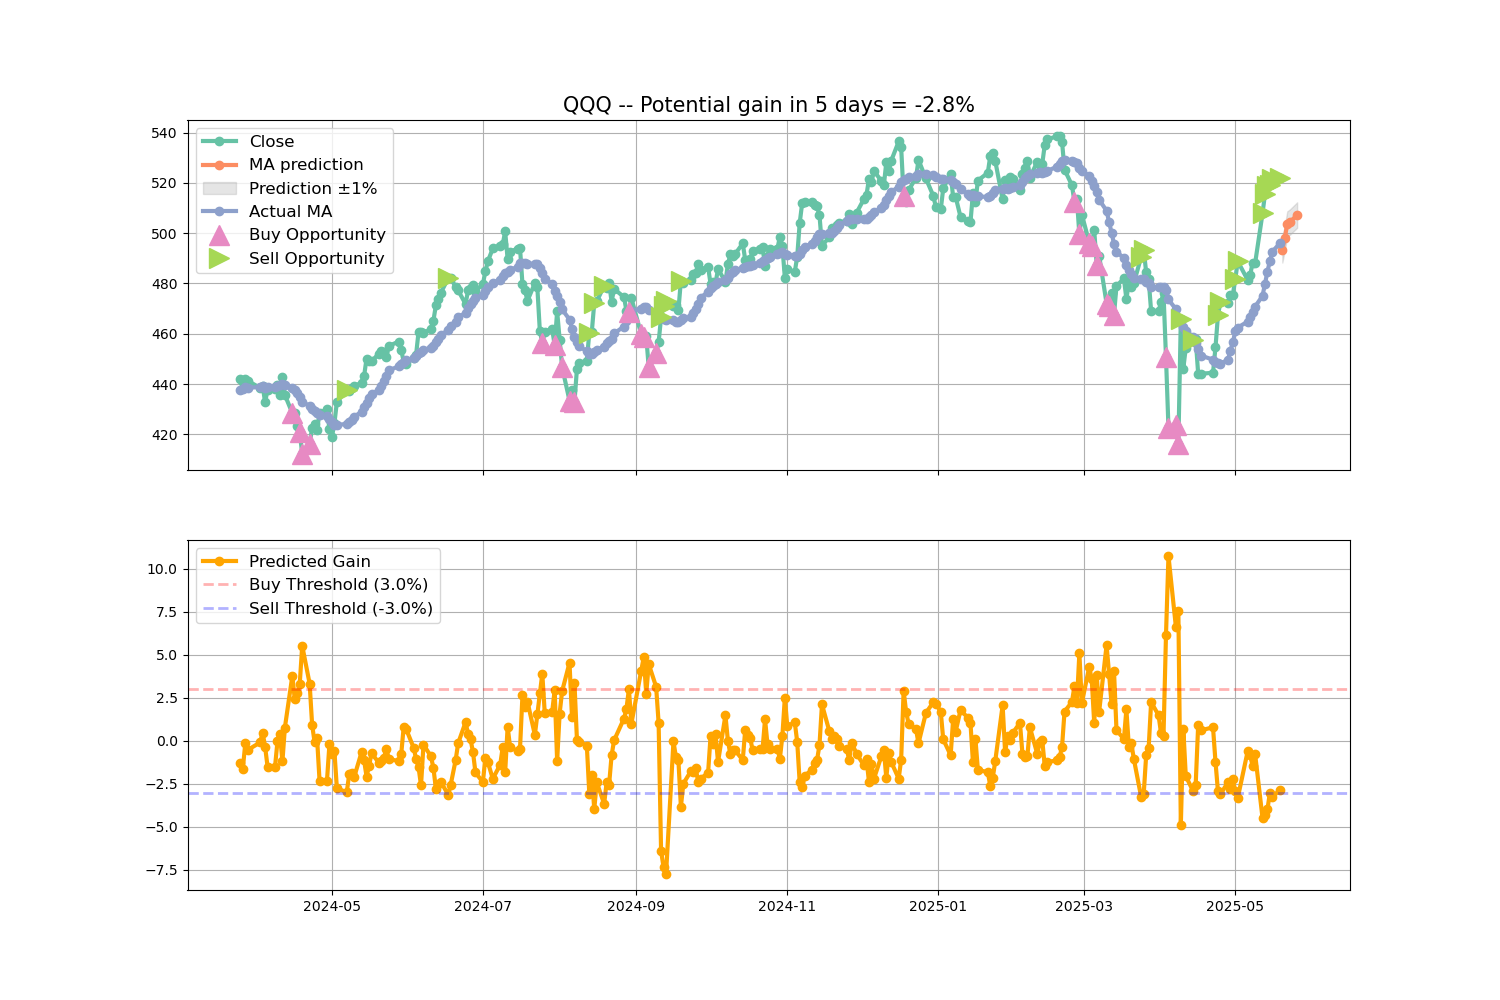 QQQ -- Potential gain in 5 days = -2.8%
540
520
500
480
460
440
420
Close
MA prediction
Prediction ±1%
Actual MA
Buy Opportunity
Sell Opportunity
10.0
7.5
5.0
2.5
0.0
−2.5
−5.0
−7.5
Predicted Gain
Buy Threshold (3.0%)
Sell Threshold (-3.0%)
2024-05 2024-07 2024-09 2024-11 2025-01 2025-03 2025-05